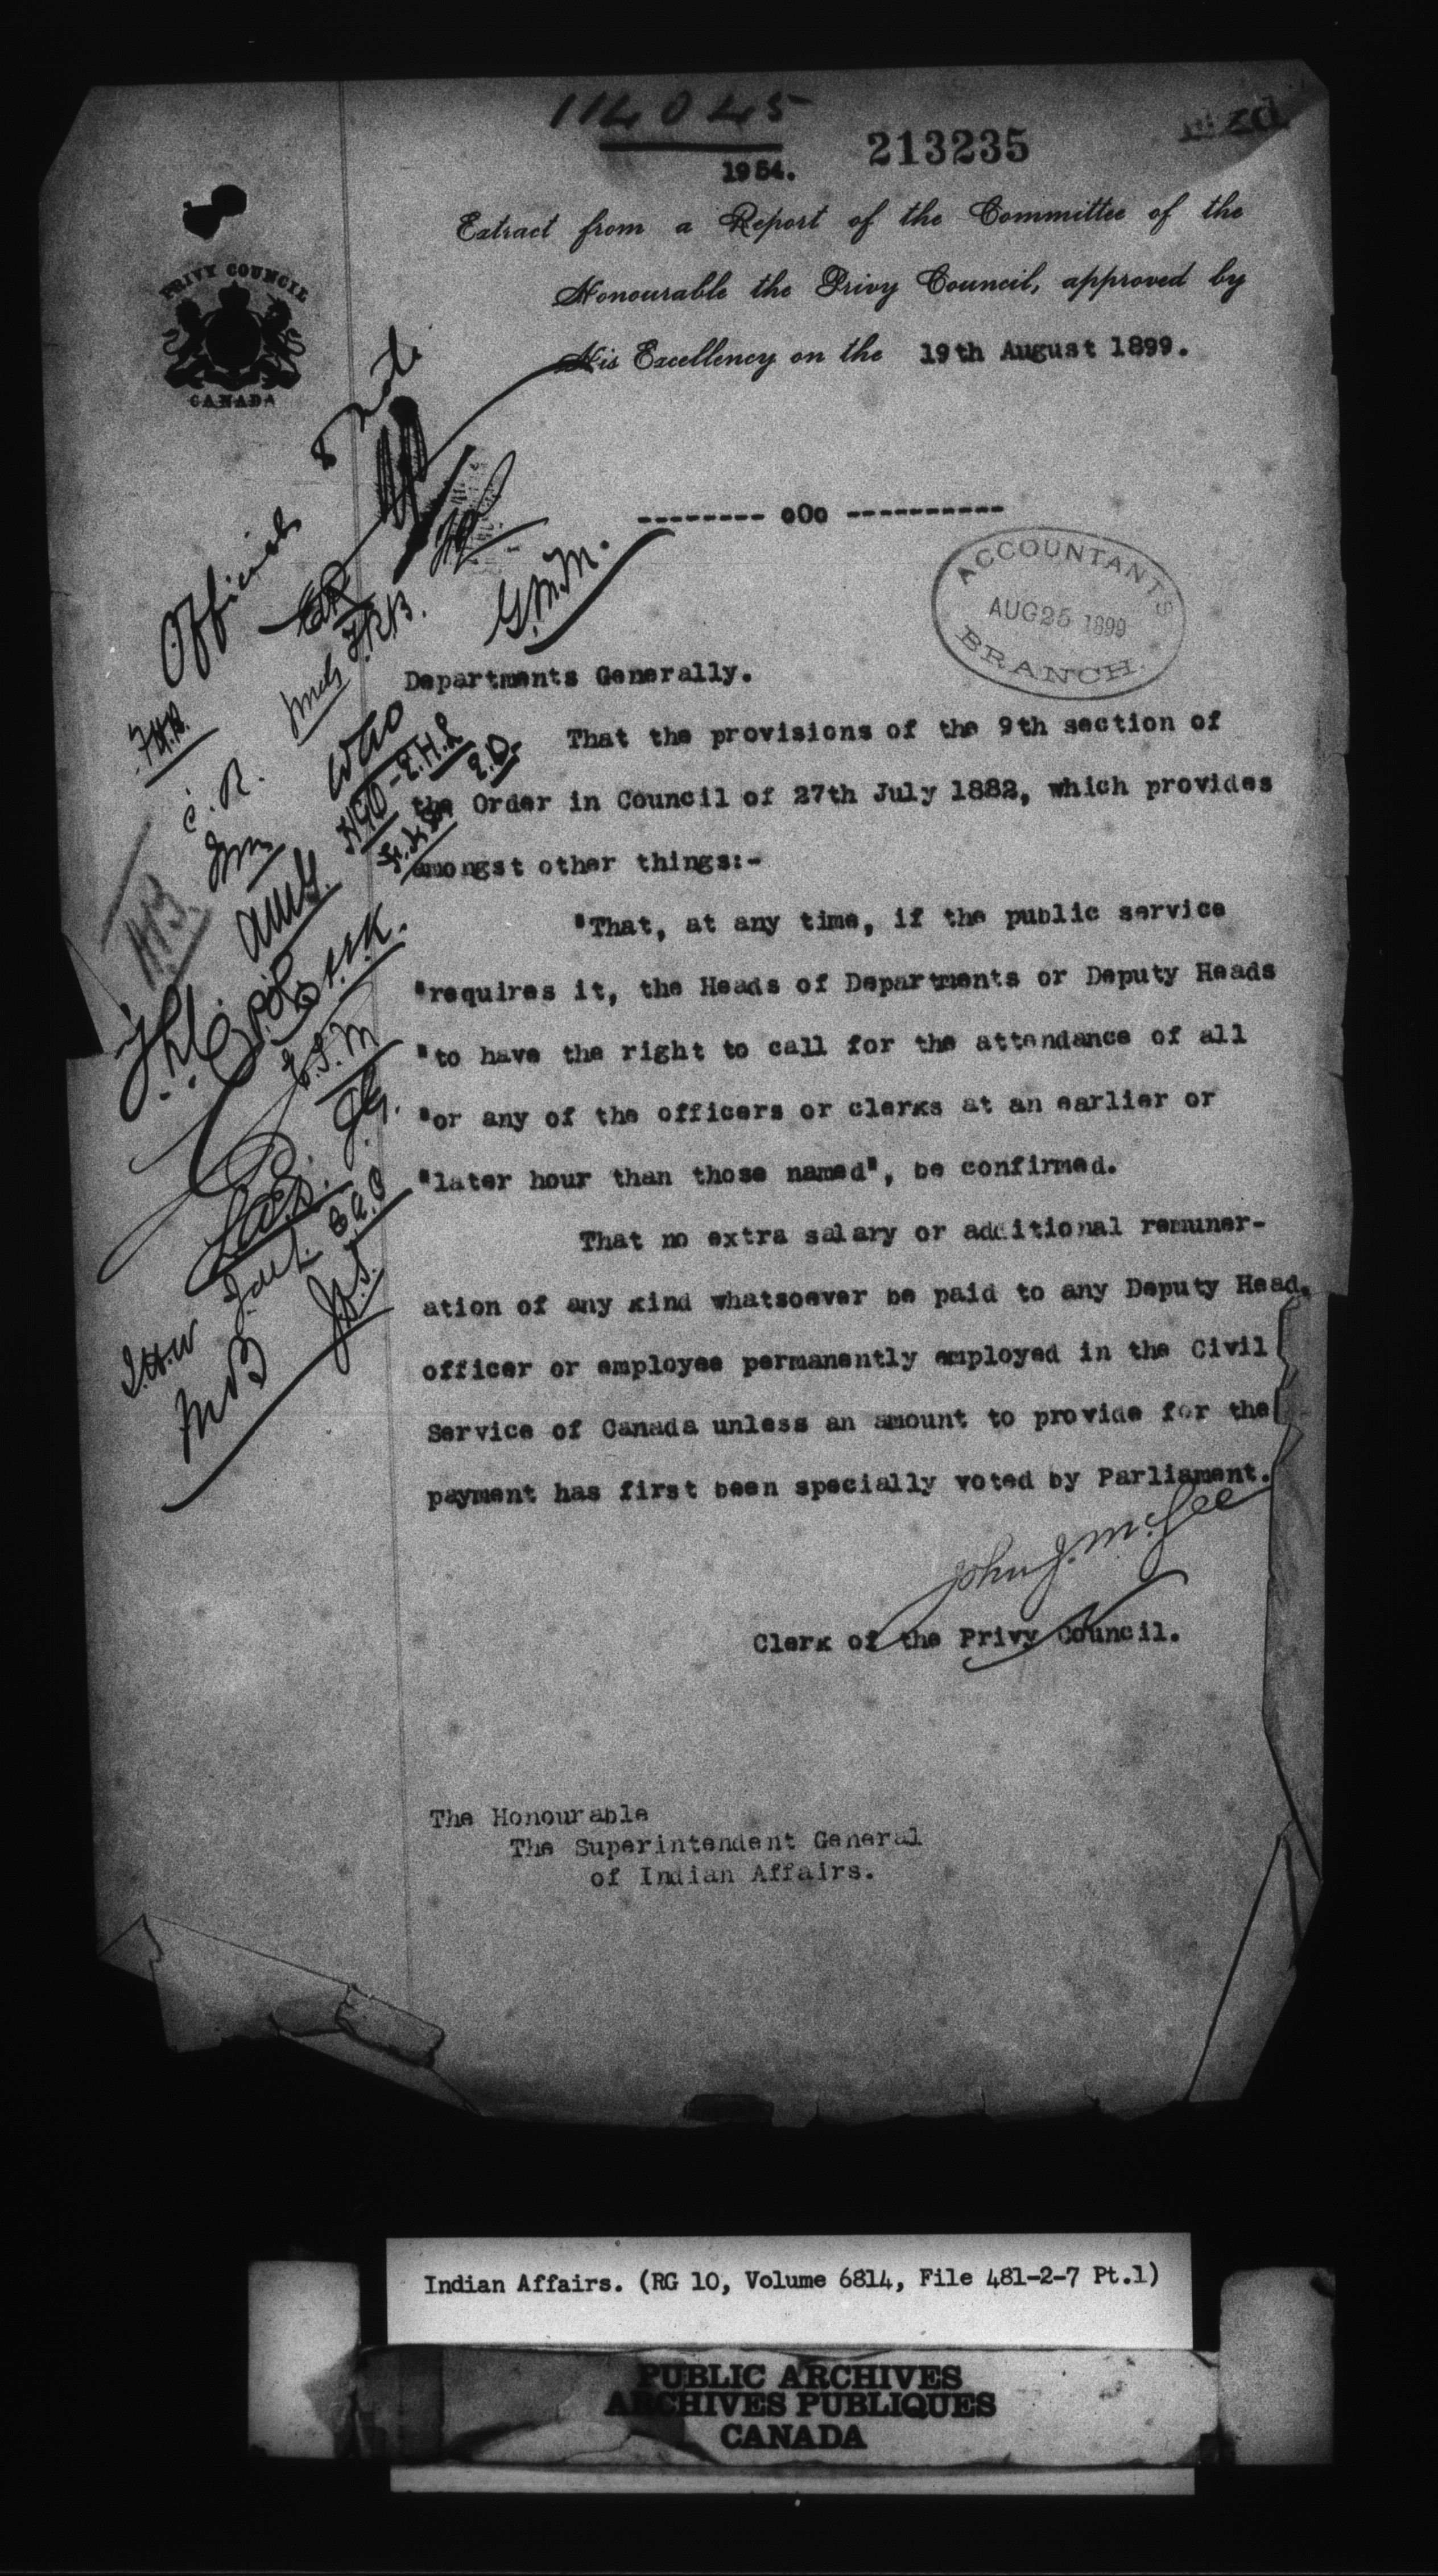 114045
213235
1954.
PRIVY COUNCIL
CANADA
Extract from a Report of the Committee of the
Honourable the Privy Council, approved by
His Excellency on the 19th August 1899.
-------- oOo ----------
ACCOUNTANTS
AUG 25 1899
BRANCH.
Officials
G.M.M.
F.R.B.
C.R.
E.H.L
H.R.K.
J.H.W
M B
Departments Generally.
That the provisions of the 9th section of
the Order in Council of 27th July 1882, which provides
amongst other things:-
"That, at any time, if the public service
"requires it, the Heads of Departments or Deputy Heads
"to have the right to call for the attendance of all
"or any of the officers or clerks at an earlier or
"later hour than those named", be confirmed.
That no extra salary or additional remuner-
ation of any kind whatsoever be paid to any Deputy Head,
officer or employee permanently employed in the Civil
Service of Canada unless an amount to provide for the
payment has first been specially voted by Parliament.
John J. McGee
Clerk of the Privy Council.
The Honourable
The Superintendent General
of Indian Affairs.
Indian Affairs. (RG 10, Volume 6814, File 481-2-7 Pt.1)
PUBLIC ARCHIVES
ARCHIVES PUBLIQUES
CANADA